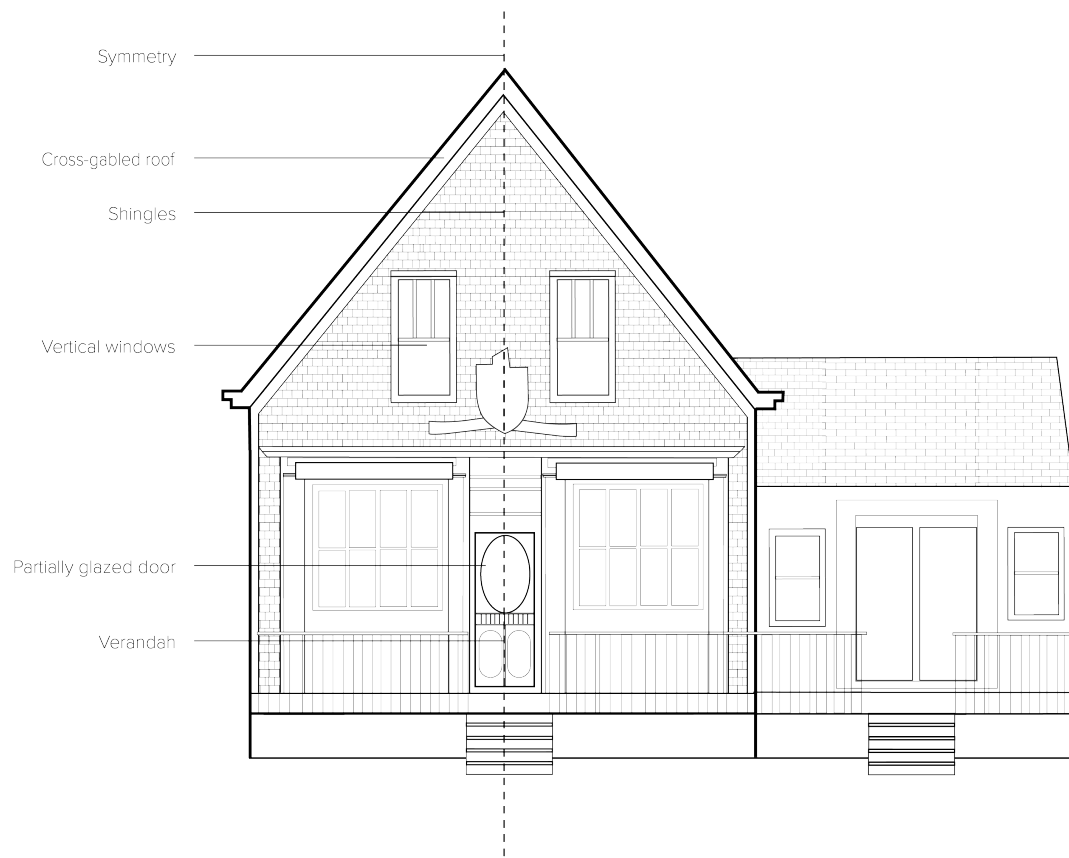 Symmetry
Cross-gabled roof
Shingles
Vertical windows
Partially glazed door
Verandah